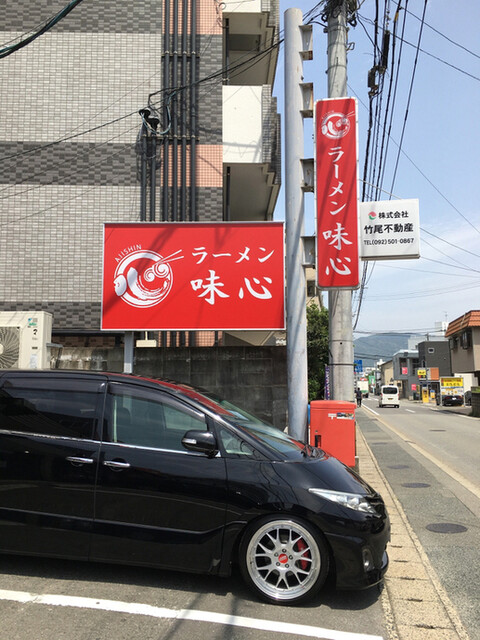 AJISHIN
ラーメン
味心
ラーメン 味心
株式会社
竹尾不動産
TEL(092)501-0867